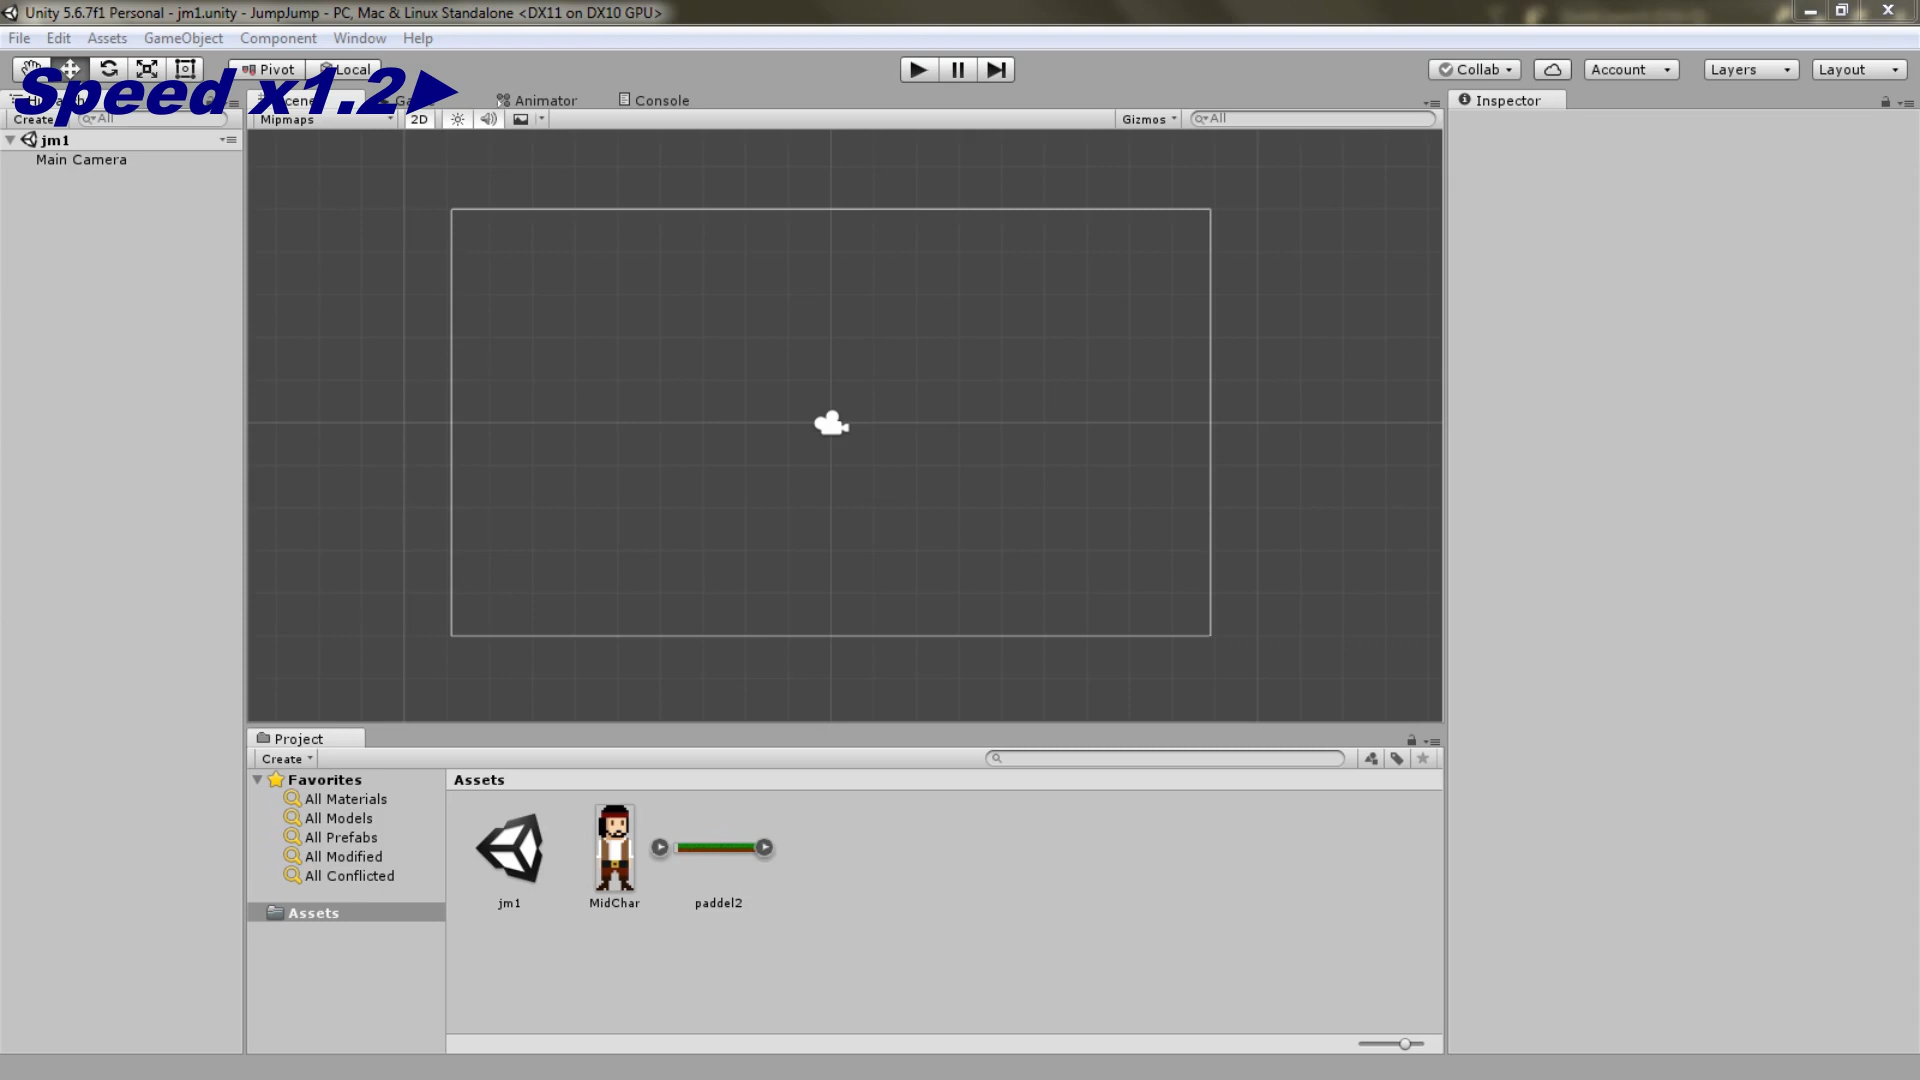 Unity 5.6.7f1 Personal - jm1.unity - JumpJump - PC, Mac & Linux Standalone <DX11 on DX10 GPU>
File Edit Assets GameObject Component Window Help
Pivot Local Collab Account Layers Layout
Speed x1.2
Animator Console Inspector
Create All Mipmaps 2D Gizmos All
jm1
Main Camera
Project
Create
Favorites Assets
All Materials
All Models
All Prefabs
All Modified
All Conflicted
jm1 MidChar paddel2
Assets